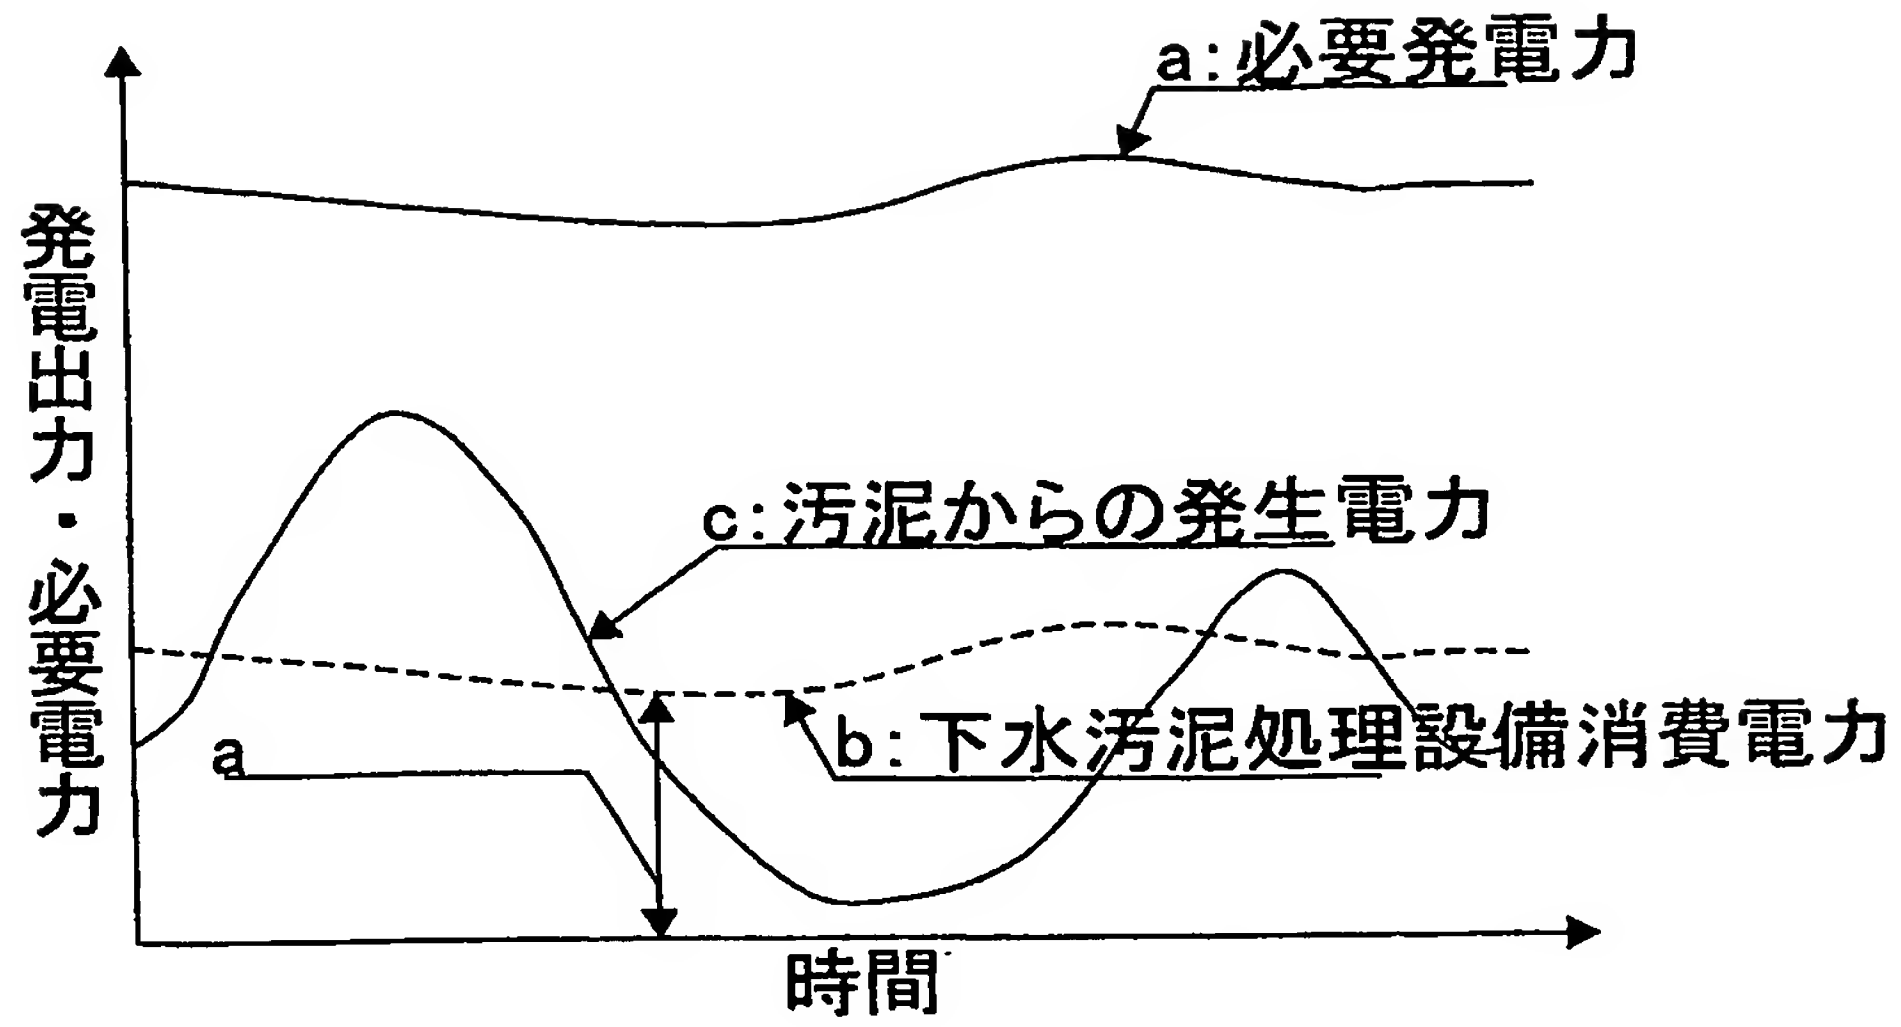 a:必要発電力
発電出力・必要電力
c:汚泥からの発生電力
b:下水汚泥処理設備消費電力
a
時間